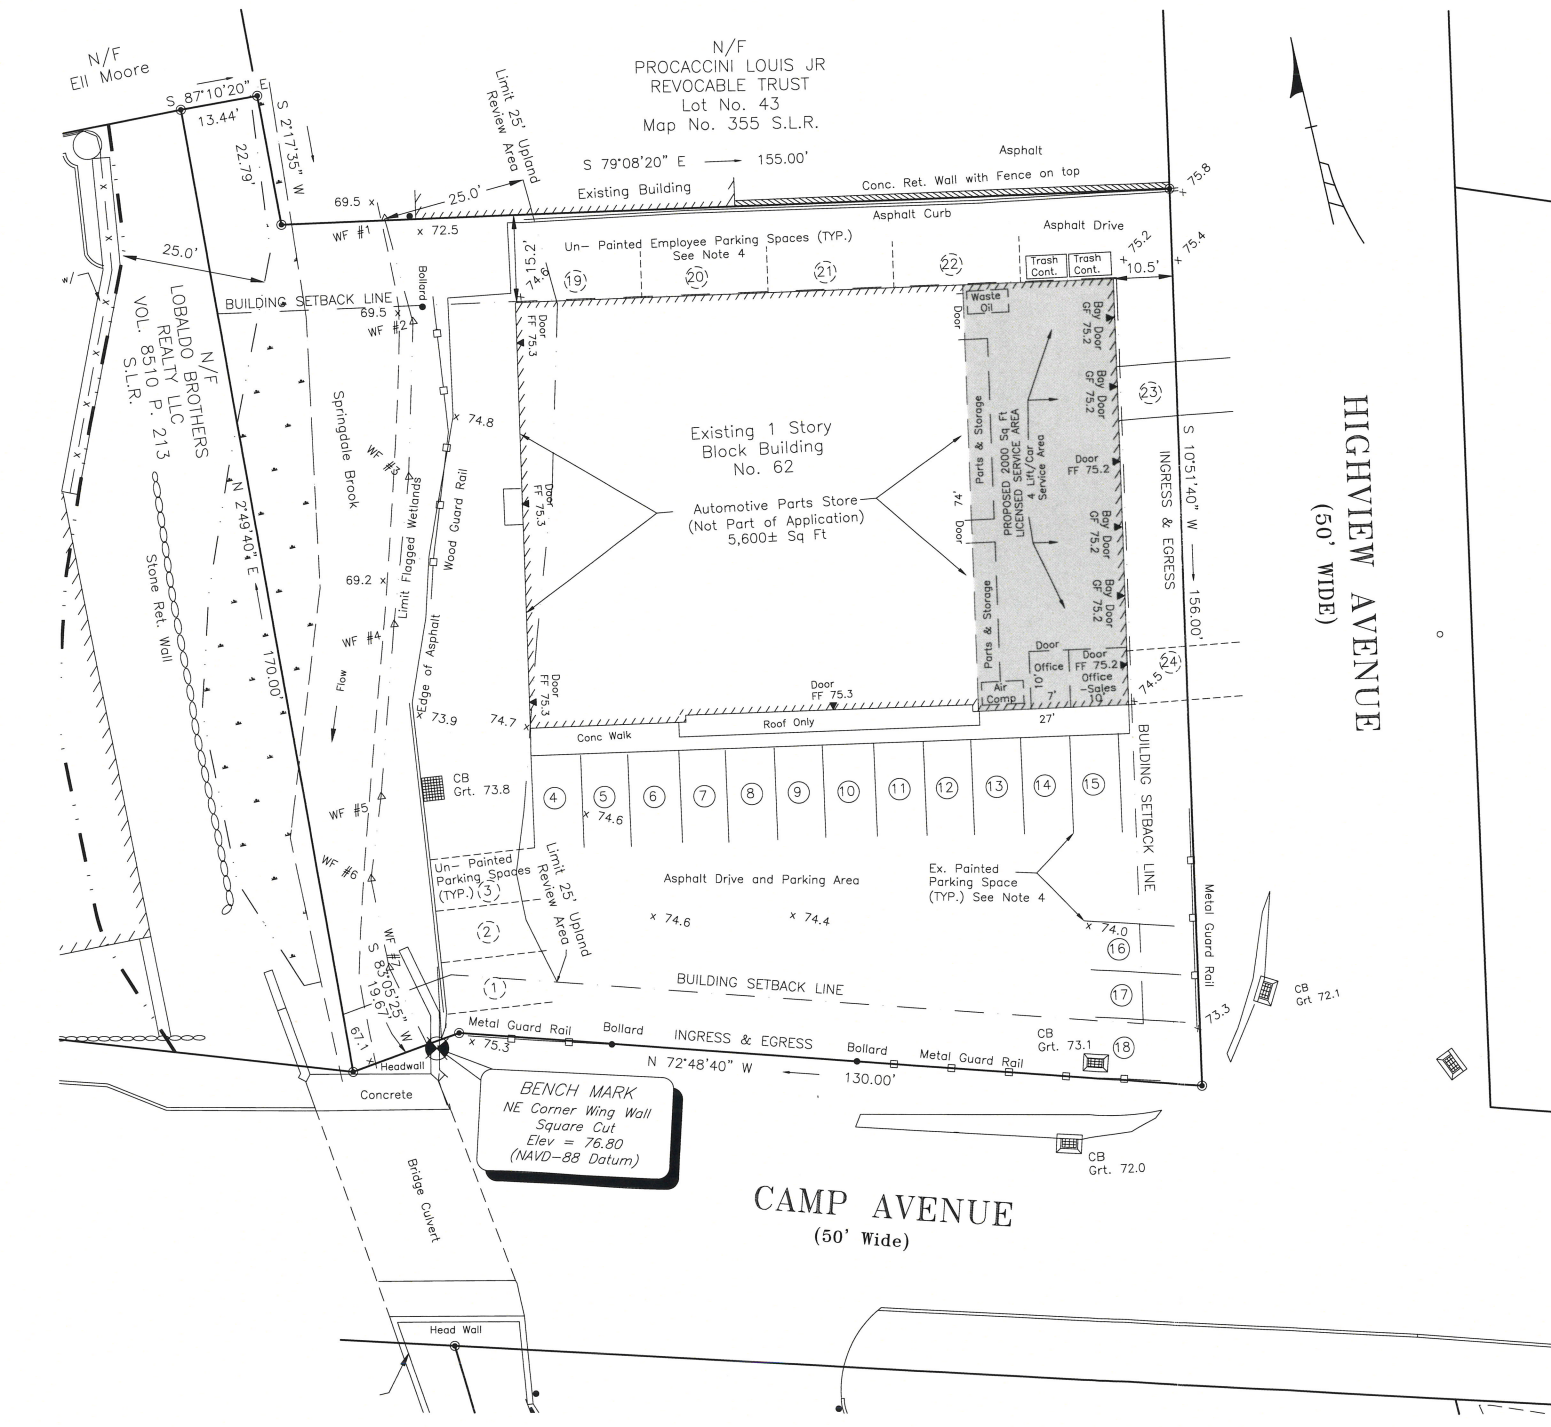 N/F
Ell Moore
S 87°10'20" E
13.44'
S 2°17'35" W
22.79'
Limit 25' Upland
Review Area
N/F
PROCACCINI LOUIS JR
REVOCABLE TRUST
Lot No. 43
Map No. 355 S.L.R.
S 79°08'20" E
155.00'
Asphalt
Existing Building
Conc. Ret. Wall with Fence on top
75.8
69.5 x
25.0'
WF #1
x 72.5
Asphalt Curb
Asphalt Drive
Un- Painted Employee Parking Spaces (TYP.)
See Note 4
75.2
75.4
15.2'
74.6
19
20
21
22
Trash
Cont.
Trash
Cont.
10.5'
25.0'
w/
Bollard
BUILDING SETBACK LINE
69.5 x
WF #2
N/F
LOBALDO BROTHERS
REALTY LLC
VOL. 8510 P. 213
S.L.R.
Door
FF 75.3
Door
Waste
Oil
Bay Door
GF 75.2
Bay Door
GF 75.2
23
Springdale Brook
x 74.8
WF #3
Limit Flagged Wetlands
Wood Guard Rail
Existing 1 Story
Block Building
No. 62
Automotive Parts Store
(Not Part of Application)
5,600± Sq Ft
Door
FF 75.3
Parts & Storage
PROPOSED 2000 Sq Ft
LICENSED SERVICE AREA
4 Lift/Car
Service Area
74'
Door
Door
FF 75.2
Bay Door
GF 75.2
Bay Door
GF 75.2
S 10°51'40" W
156.00'
INGRESS & EGRESS
HIGHVIEW AVENUE
(50' WIDE)
N 2°49'40" E
170.00'
Stone Ret. Wall
69.2 x
WF #4
Flow
Edge of Asphalt
x 73.9
74.7 x
Door
FF 75.3
Door
FF 75.3
Parts & Storage
Air
Comp
Door
Office
10'
7'
Door
FF 75.2
Office
-Sales
10'
24
74.5
27'
Conc Walk
Roof Only
CB
Grt. 73.8
4
5
6
7
8
9
10
11
12
13
14
15
x 74.6
BUILDING SETBACK LINE
WF #5
WF #6
Un- Painted
Parking Spaces
(TYP.)
3
2
1
Limit 25' Upland
Review Area
Asphalt Drive and Parking Area
x 74.6
x 74.4
Ex. Painted
Parking Space
(TYP.) See Note 4
x 74.0
16
17
18
Metal Guard Rail
WF #7
S 83°05'25" W
19.67'
67.1
BUILDING SETBACK LINE
73.3
CB
Grt 72.1
Metal Guard Rail
Bollard
INGRESS & EGRESS
Bollard
Metal Guard Rail
CB
Grt. 73.1
x 75.3
N 72°48'40" W
130.00'
Headwall
Concrete
BENCH MARK
NE Corner Wing Wall
Square Cut
Elev = 76.80
(NAVD-88 Datum)
CB
Grt. 72.0
Bridge Culvert
CAMP AVENUE
(50' Wide)
Head Wall